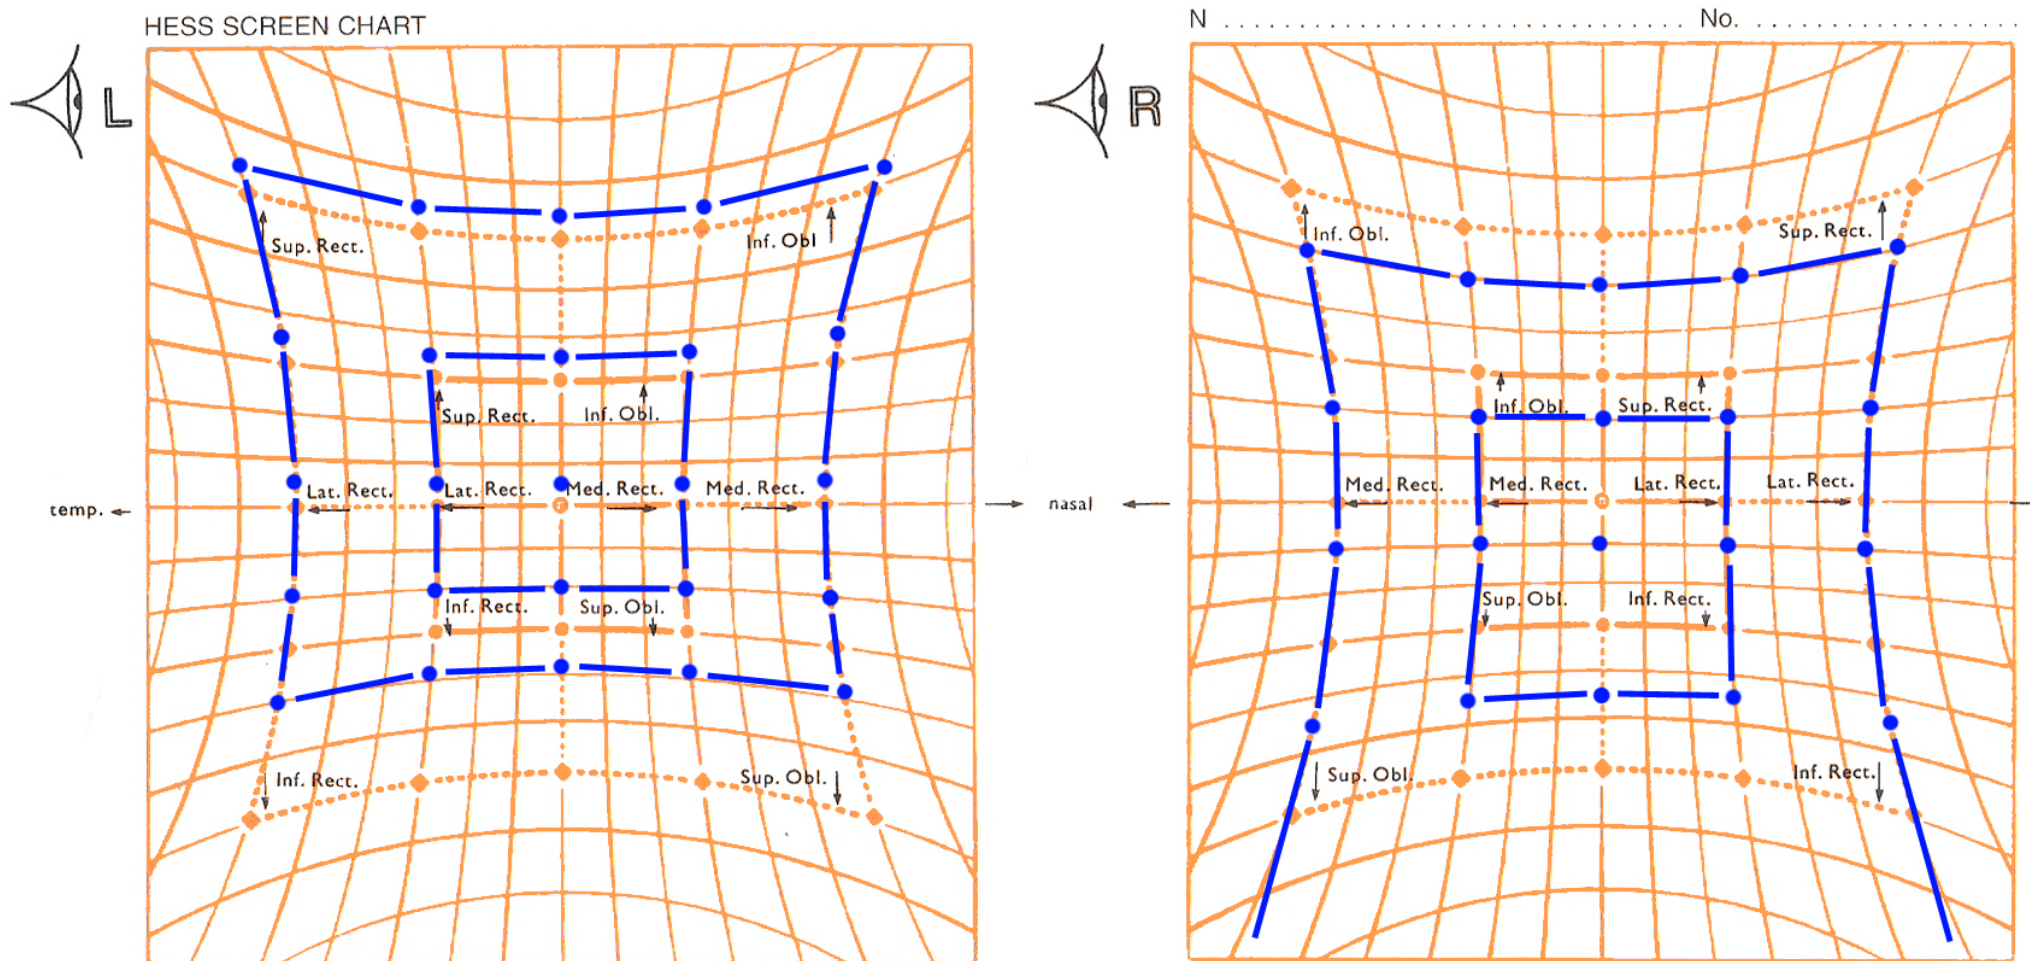 HESS SCREEN CHART
N No.
L
R
Sup. Rect. Inf. Obl
Inf. Obl. Sup. Rect.
Sup. Rect. Inf. Obl.
Inf. Obl. Sup. Rect.
temp. Lat. Rect. Lat. Rect. Med. Rect. Med. Rect.
nasal
Med. Rect. Med. Rect. Lat. Rect. Lat. Rect.
Inf. Rect. Sup. Obl.
Sup. Obl. Inf. Rect.
Inf. Rect. Sup. Obl.
Sup. Obl. Inf. Rect.